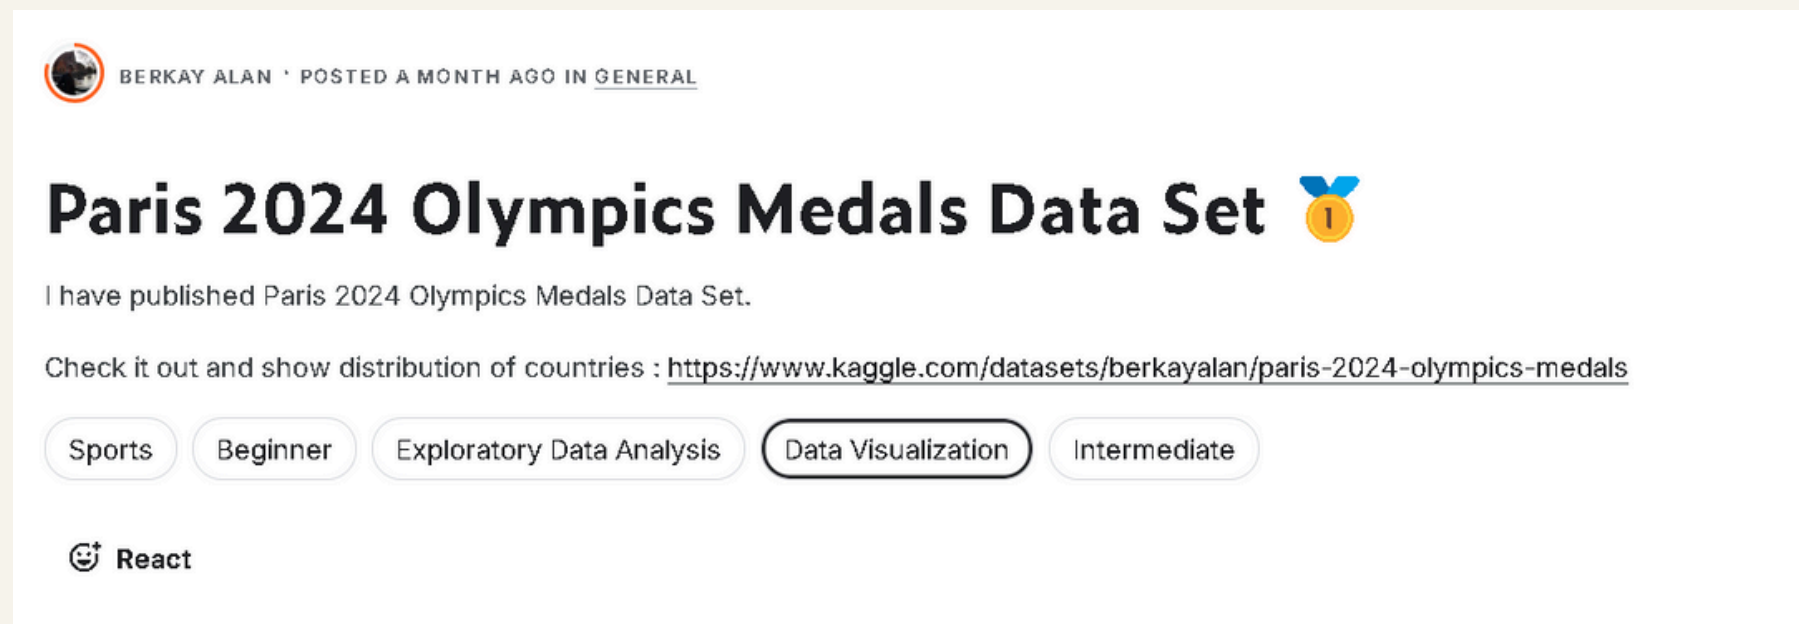 BERKAY ALAN · POSTED A MONTH AGO IN GENERAL
Paris 2024 Olympics Medals Data Set 🥇
I have published Paris 2024 Olympics Medals Data Set.
Check it out and show distribution of countries : https://www.kaggle.com/datasets/berkayalan/paris-2024-olympics-medals
Sports Beginner Exploratory Data Analysis Data Visualization Intermediate
React